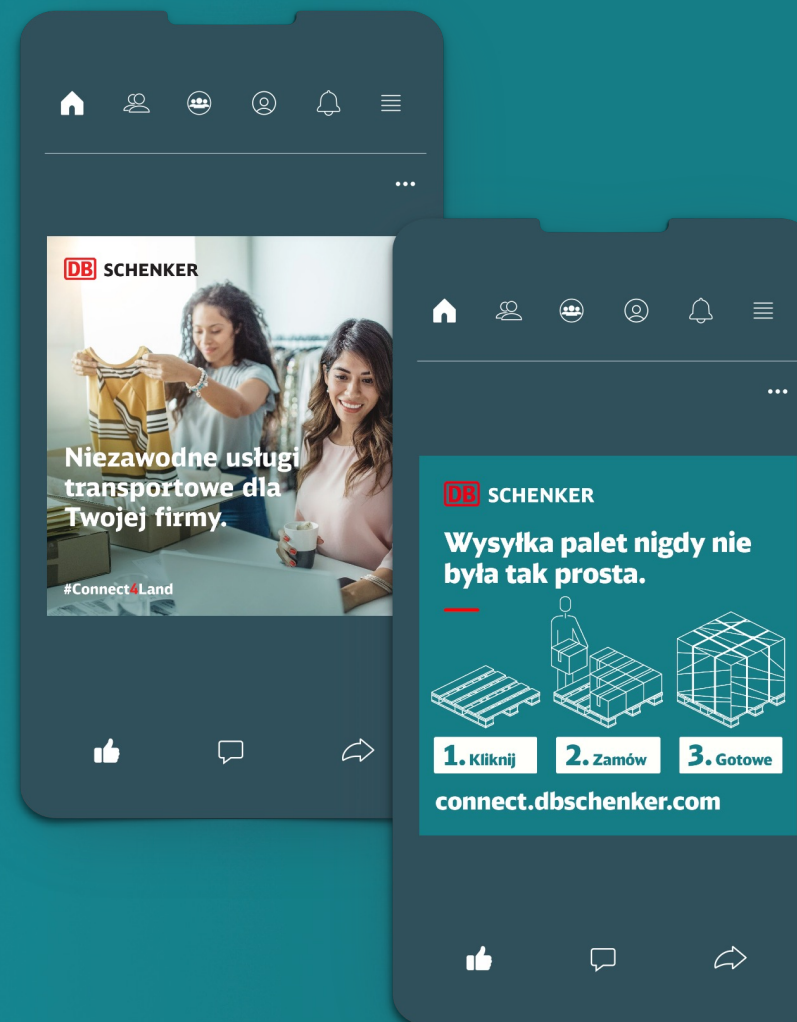 DB SCHENKER
Niezawodne usługi
transportowe dla
Twojej firmy.
#Connect4Land
DB SCHENKER
Wysyłka palet nigdy nie
była tak prosta.
1. Kliknij
2. Zamów
3. Gotowe
connect.dbschenker.com